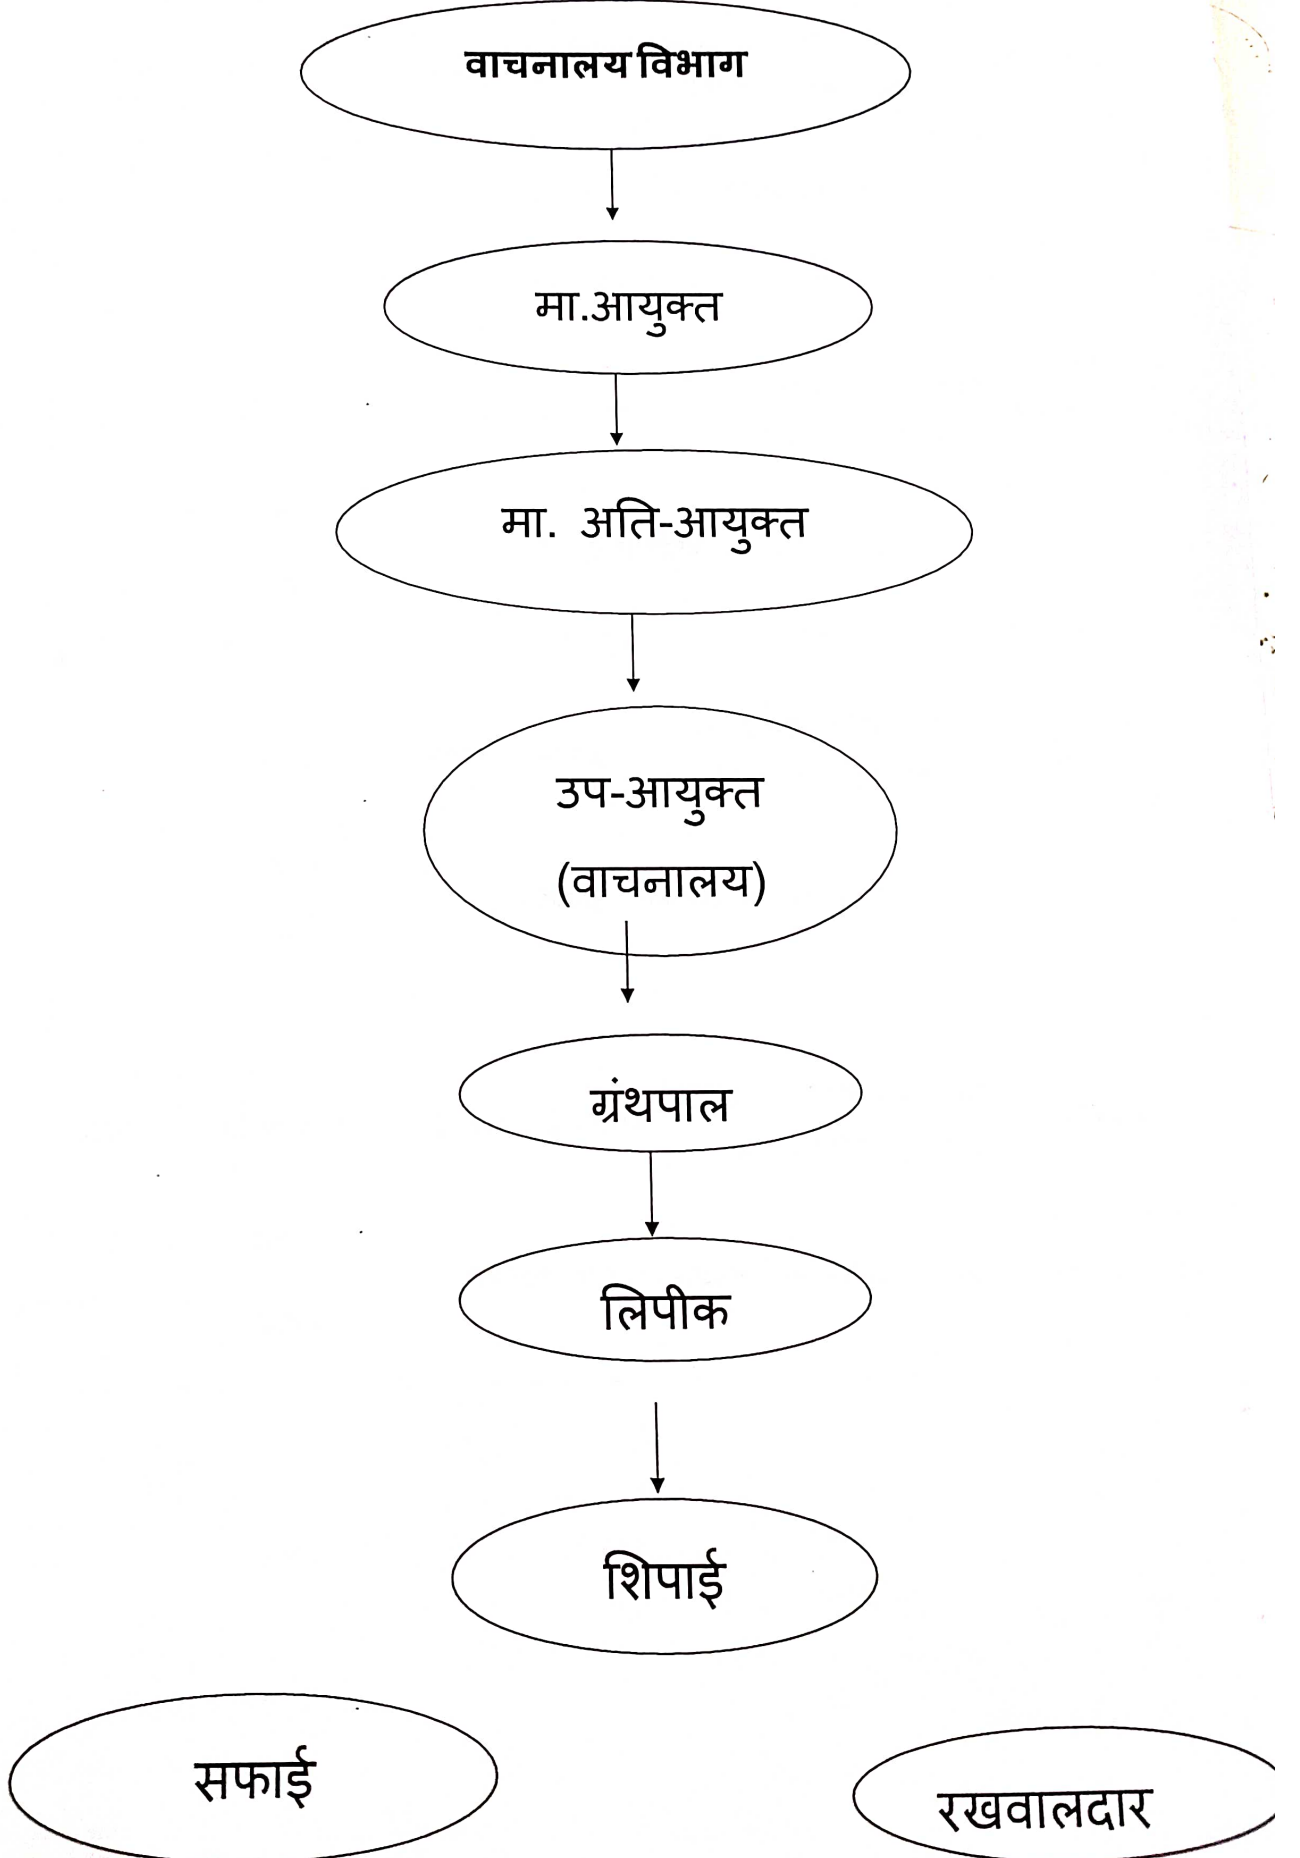 वाचनालय विभाग
मा.आयुक्त
मा. अति-आयुक्त
उप-आयुक्त
(वाचनालय)
ग्रंथपाल
लिपीक
शिपाई
सफाई
रखवालदार